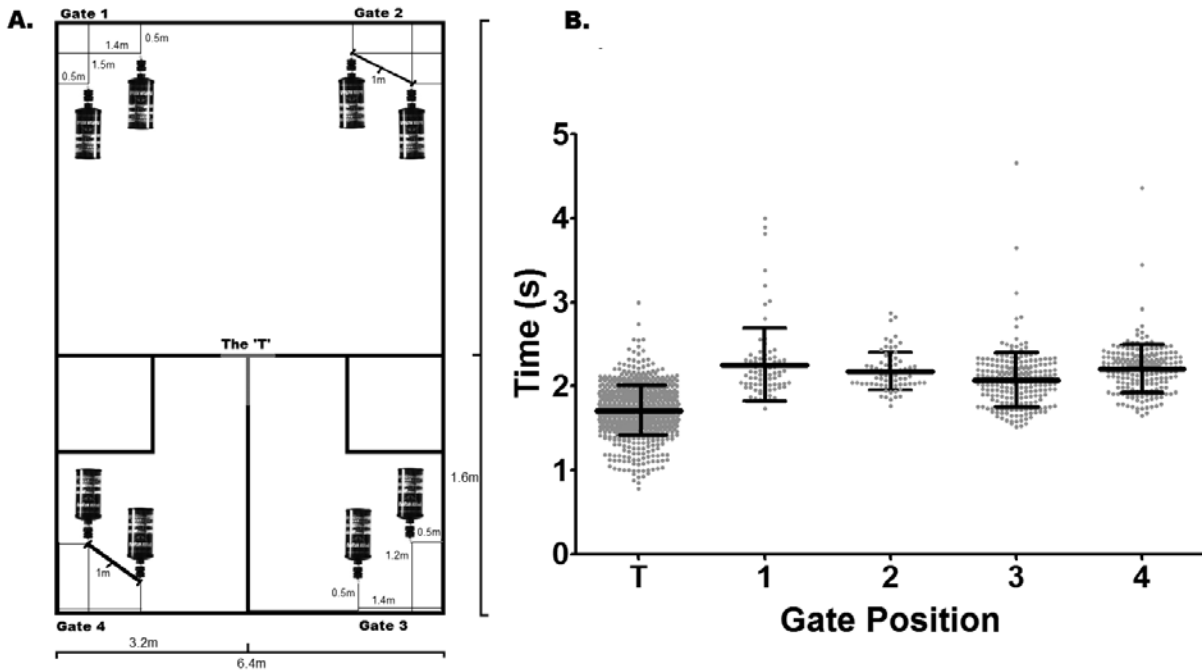 A.
Gate 1
Gate 2
0.5m
1.4m
1.5m
0.5m
1m
The 'T'
1.6m
0.5m
1.2m
1m
0.5m
1.4m
Gate 4
Gate 3
3.2m
6.4m
B.
Time (s)
5
4
3
2
1
0
T 1 2 3 4
Gate Position